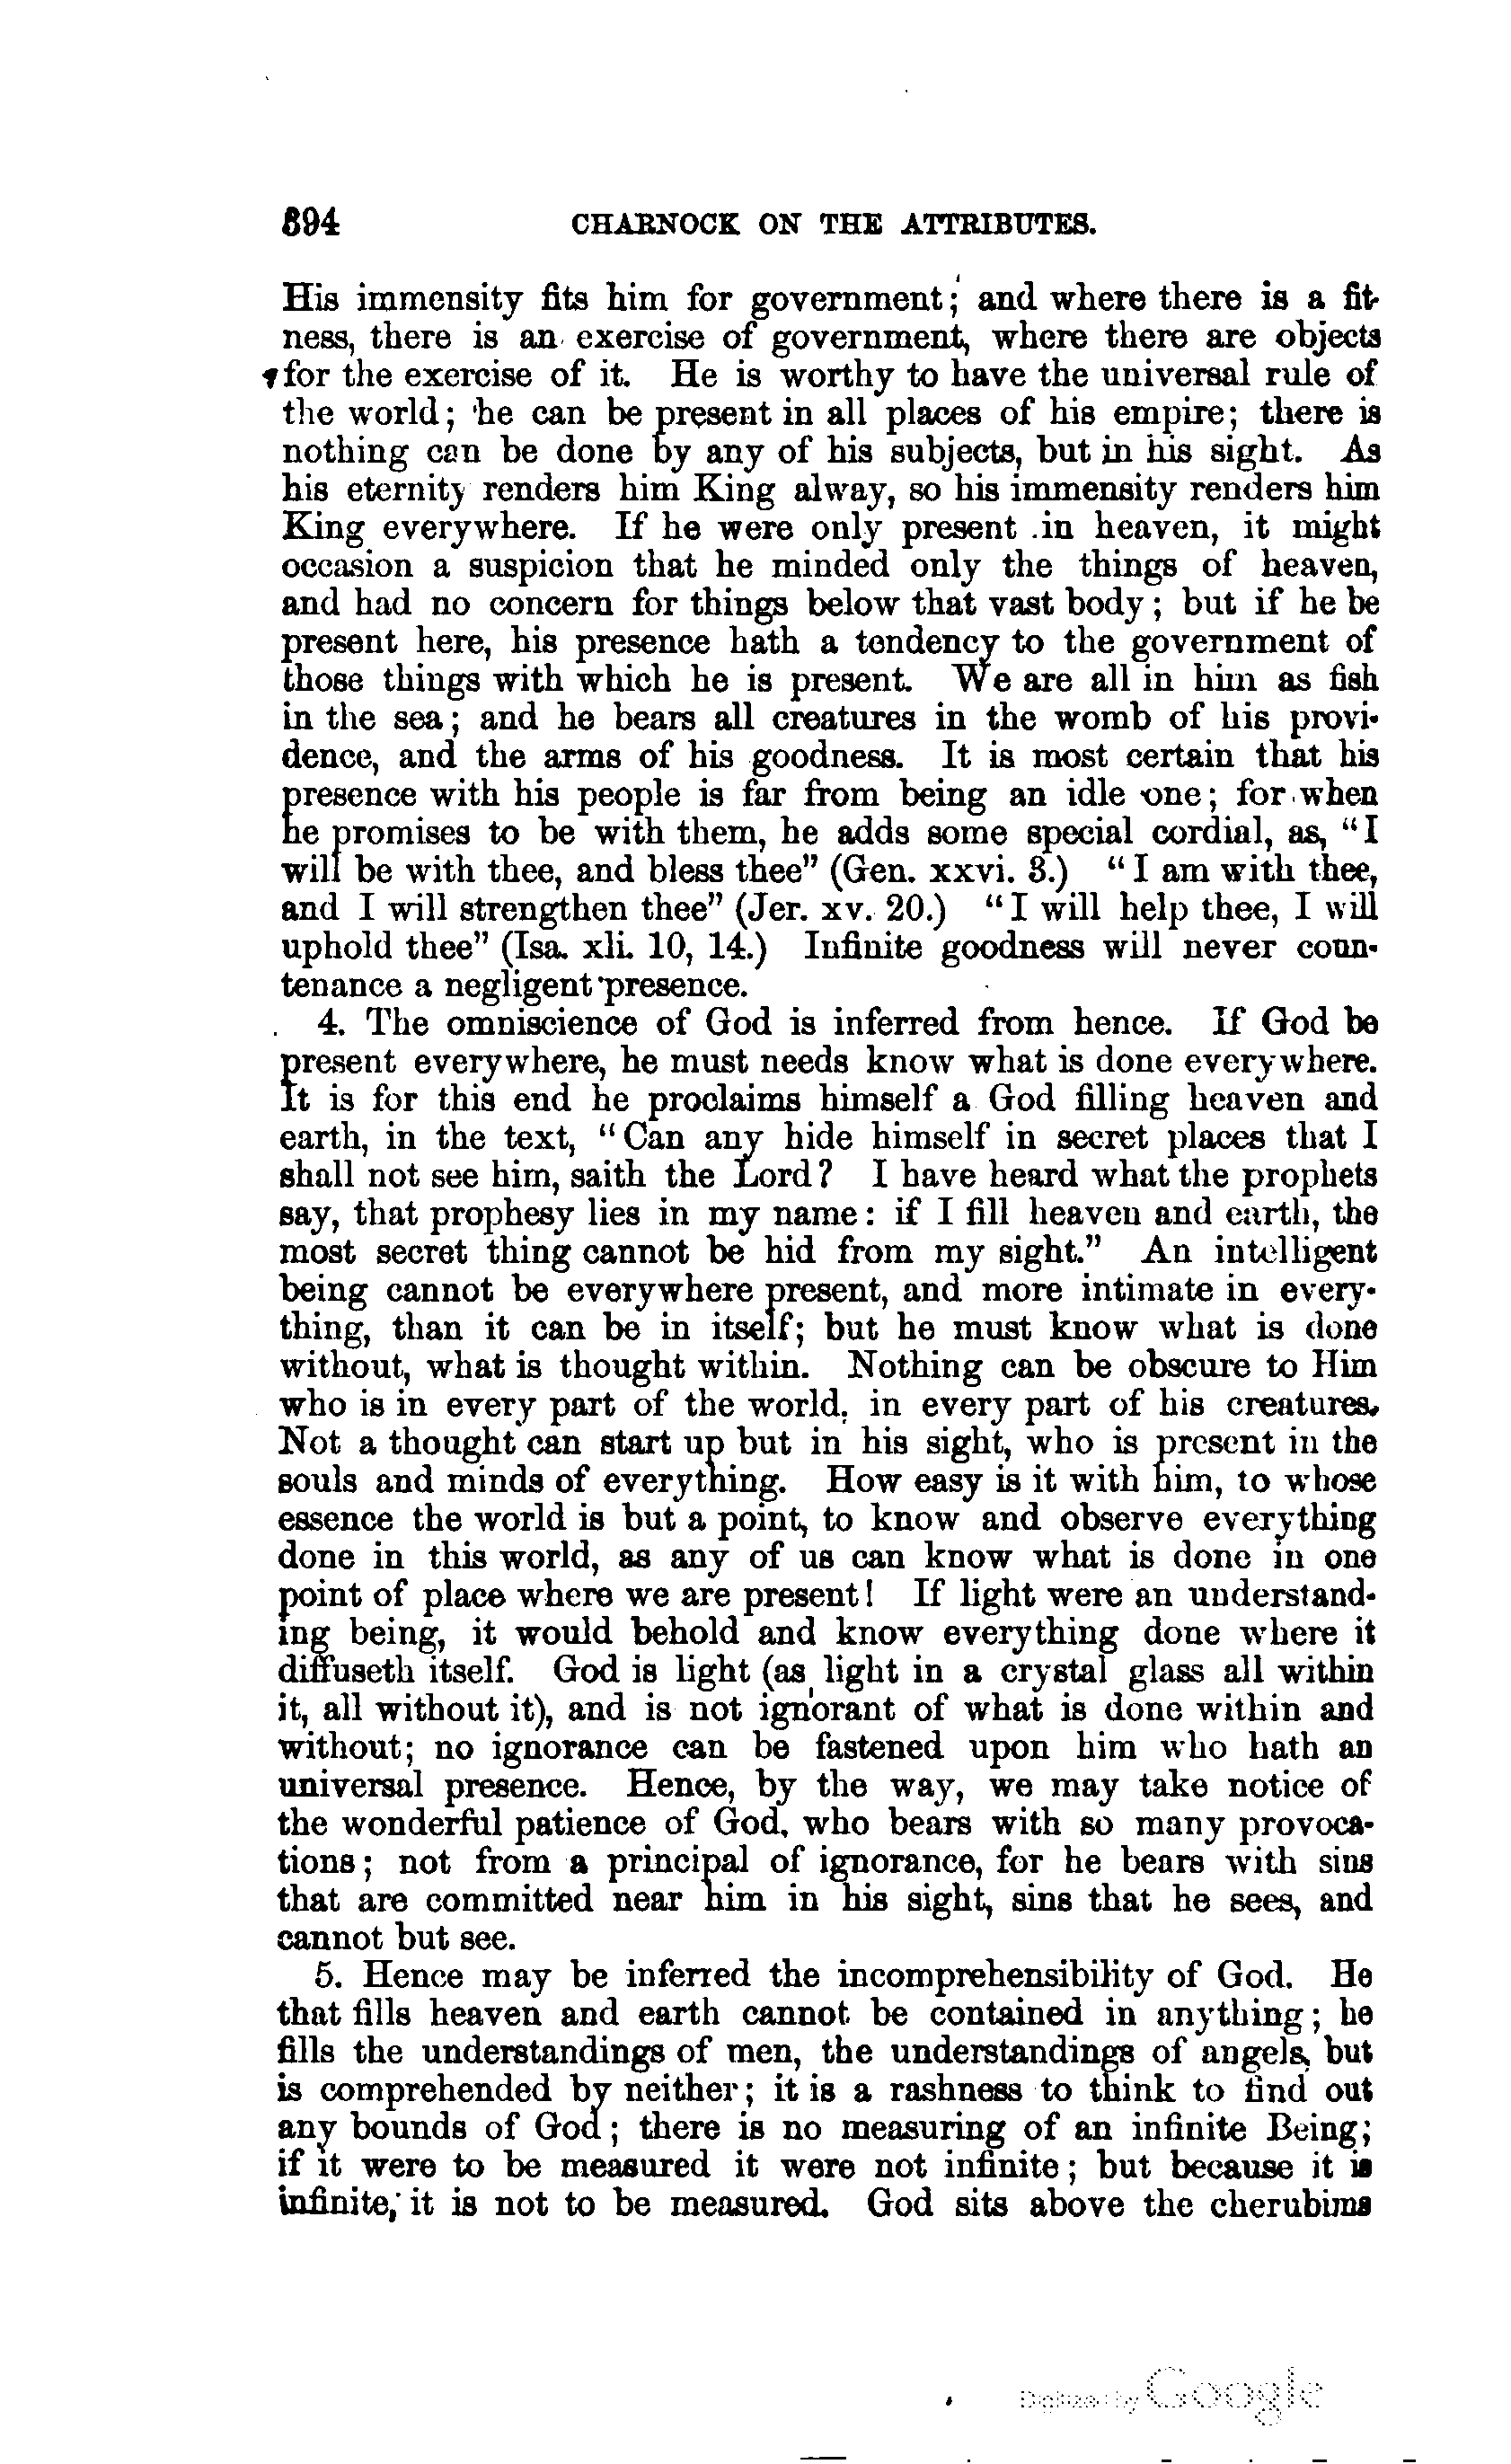 394 CHARNOCK ON THE ATTRIBUTES.
His immensity fits him for government; and where there is a fit-
ness, there is an exercise of government, where there are objects
for the exercise of it. He is worthy to have the universal rule of
the world; he can be present in all places of his empire; there is
nothing can be done by any of his subjects, but in his sight. As
his eternity renders him King alway, so his immensity renders him
King everywhere. If he were only present in heaven, it might
occasion a suspicion that he minded only the things of heaven,
and had no concern for things below that vast body; but if he be
present here, his presence hath a tendency to the government of
those things with which he is present. We are all in him as fish
in the sea; and he bears all creatures in the womb of his provi-
dence, and the arms of his goodness. It is most certain that his
presence with his people is far from being an idle one; for when
he promises to be with them, he adds some special cordial, as, "I
will be with thee, and bless thee" (Gen. xxvi. 3.) "I am with thee,
and I will strengthen thee" (Jer. xv. 20.) "I will help thee, I will
uphold thee" (Isa. xli. 10, 14.) Infinite goodness will never coun-
tenance a negligent presence.
4. The omniscience of God is inferred from hence. If God be
present everywhere, he must needs know what is done everywhere.
It is for this end he proclaims himself a God filling heaven and
earth, in the text, "Can any hide himself in secret places that I
shall not see him, saith the Lord? I have heard what the prophets
say, that prophesy lies in my name: if I fill heaven and earth, the
most secret thing cannot be hid from my sight." An intelligent
being cannot be everywhere present, and more intimate in every-
thing, than it can be in itself; but he must know what is done
without, what is thought within. Nothing can be obscure to Him
who is in every part of the world, in every part of his creatures.
Not a thought can start up but in his sight, who is present in the
souls and minds of everything. How easy is it with him, to whose
essence the world is but a point, to know and observe everything
done in this world, as any of us can know what is done in one
point of place where we are present! If light were an understand-
ing being, it would behold and know everything done where it
diffuseth itself. God is light (as light in a crystal glass all within
it, all without it), and is not ignorant of what is done within and
without; no ignorance can be fastened upon him who hath an
universal presence. Hence, by the way, we may take notice of
the wonderful patience of God, who bears with so many provoca-
tions; not from a principal of ignorance, for he bears with sins
that are committed near him in his sight, sins that he sees, and
cannot but see.
5. Hence may be inferred the incomprehensibility of God. He
that fills heaven and earth cannot be contained in anything; he
fills the understandings of men, the understandings of angels, but
is comprehended by neither; it is a rashness to think to find out
any bounds of God; there is no measuring of an infinite Being;
if it were to be measured it were not infinite; but because it is
infinite, it is not to be measured. God sits above the cherubims
Digitized by Google